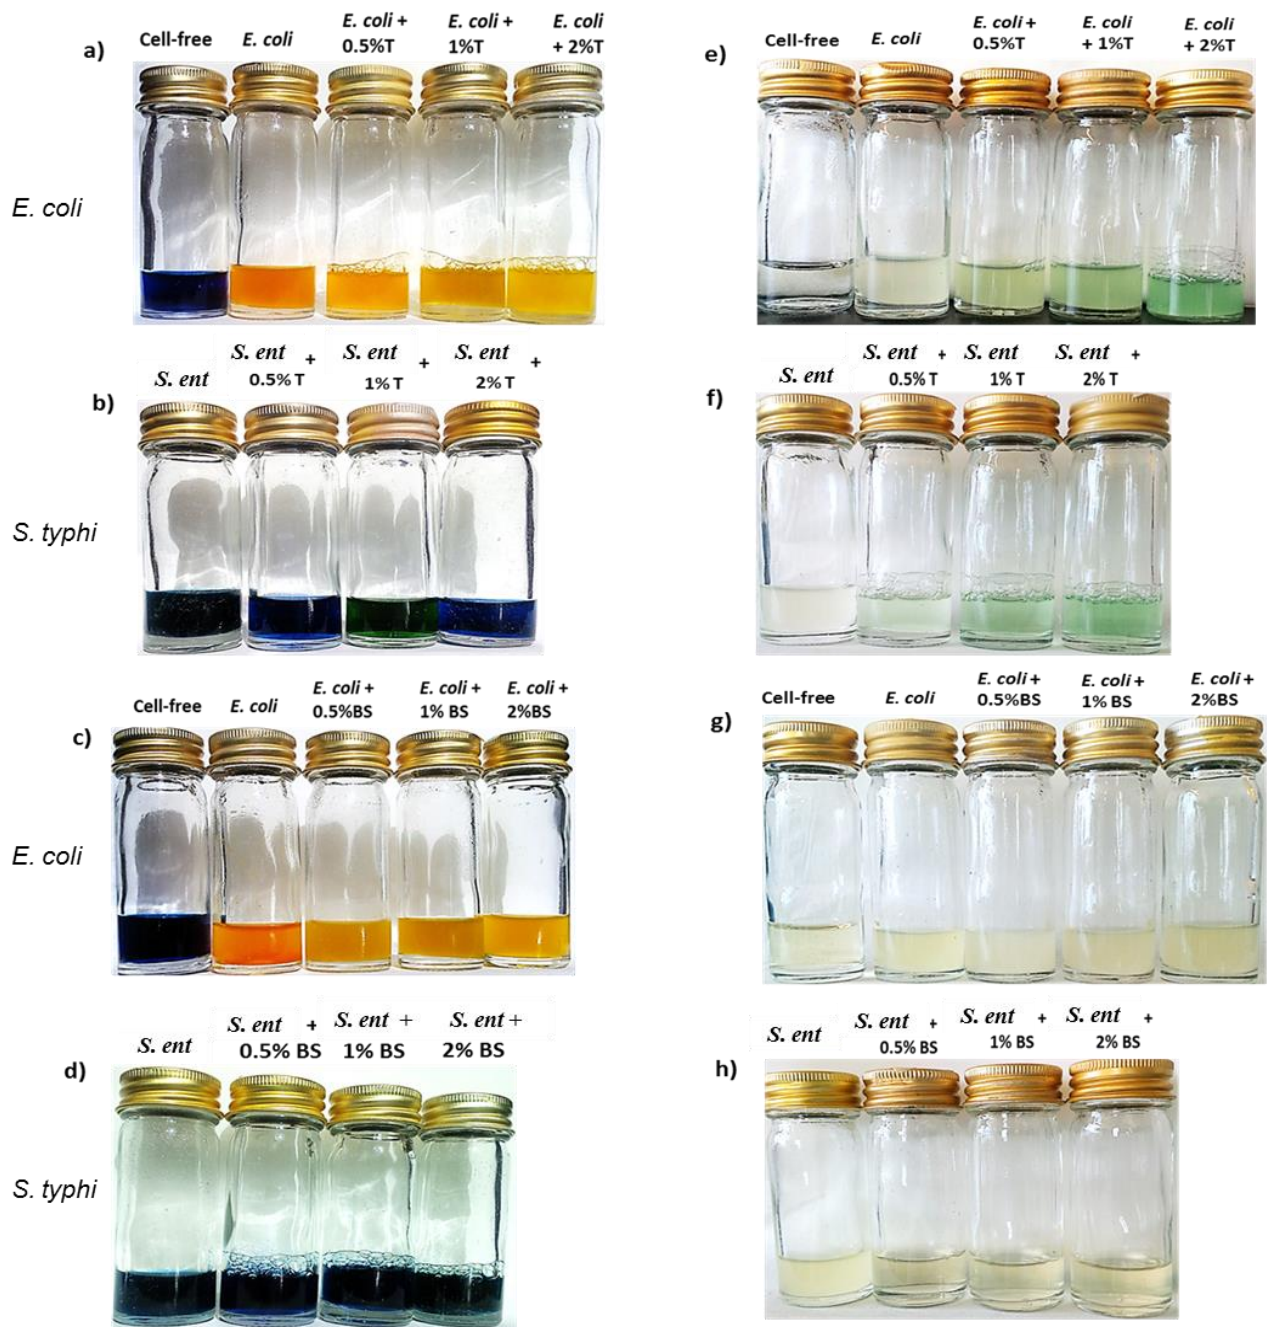 a)
Cell-free
E. coli
E. coli +
0.5%T
E. coli +
1%T
E. coli
+ 2%T
E. coli
b)
S. ent
S. ent +
0.5% T
S. ent +
1% T
S. ent +
2% T
S. typhi
c)
Cell-free
E. coli
E. coli +
0.5%BS
E. coli +
1% BS
E. coli +
2%BS
E. coli
d)
S. ent
S. ent +
0.5% BS
S. ent +
1% BS
S. ent +
2% BS
S. typhi
e)
Cell-free
E. coli
E. coli +
0.5%T
E. coli
+ 1%T
E. coli
+ 2%T
f)
S. ent
S. ent +
0.5% T
S. ent
1% T
S. ent +
2% T
g)
Cell-free
E. coli
E. coli +
0.5%BS
E. coli +
1% BS
E. coli +
2%BS
h)
S. ent
S. ent +
0.5% BS
S. ent +
1% BS
S. ent +
2% BS